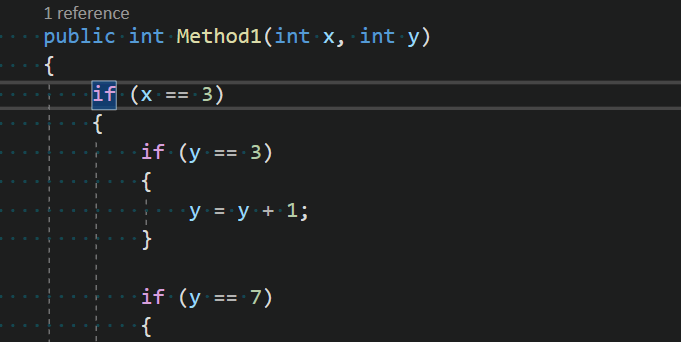 1 reference
public int Method1(int x, int y)
{
if (x == 3)
{
if (y == 3)
{
y = y + 1;
}
if (y == 7)
{